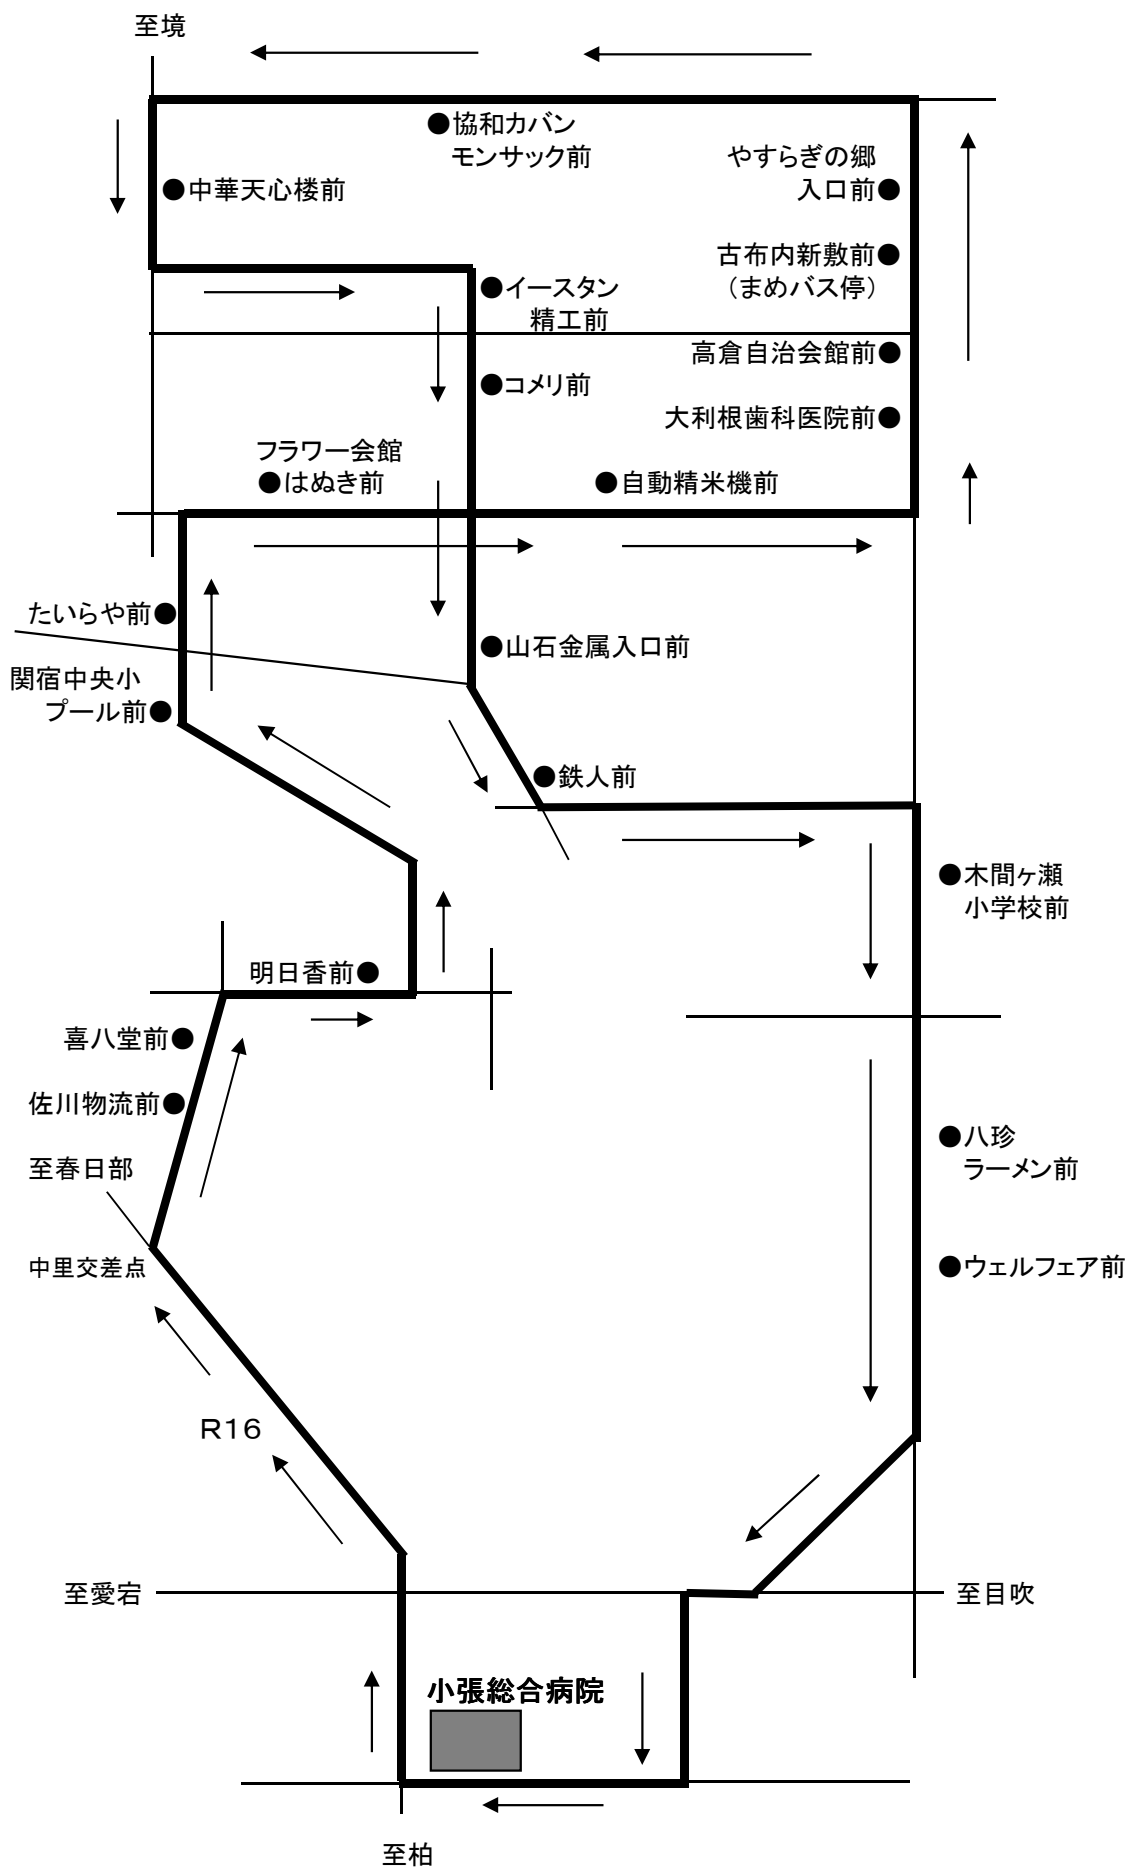 至境
●協和カバン
モンサック前
やすらぎの郷
入口前●
●中華天心楼前
古布内新敷前●
（まめバス停）
●イースタン
精工前
高倉自治会館前●
●コメリ前
大利根歯科医院前●
フラワー会館
●はぬき前
●自動精米機前
たいらや前●
●山石金属入口前
関宿中央小
プール前●
●鉄人前
●木間ヶ瀬
小学校前
明日香前●
喜八堂前●
佐川物流前●
●八珍
ラーメン前
至春日部
中里交差点
●ウェルフェア前
Ｒ１６
至愛宕
至目吹
小張総合病院
至柏